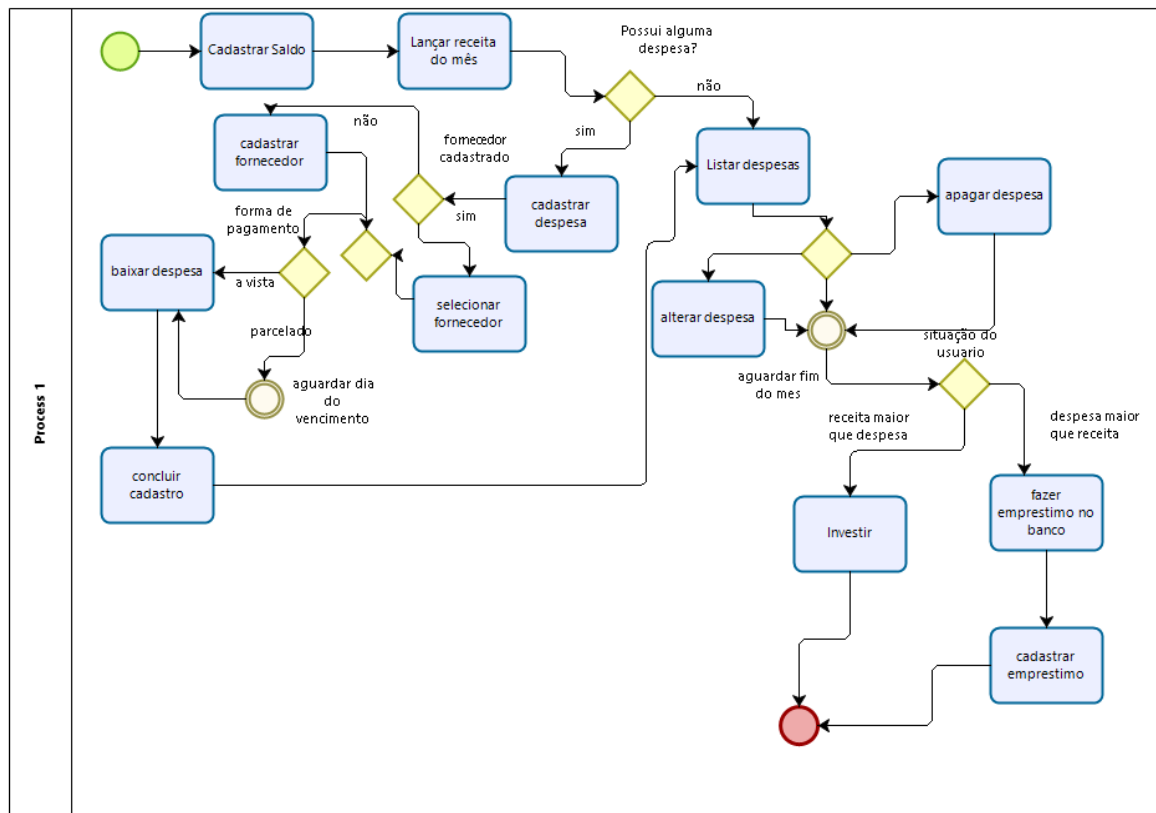 Process 1
Cadastrar Saldo
Lançar receita
do mês
Possui alguma
despesa?
não
sim
cadastrar
despesa
fornecedor
cadastrado
não
sim
cadastrar
fornecedor
selecionar
fornecedor
forma de
pagamento
a vista
parcelado
baixar despesa
aguardar dia
do
vencimento
concluir
cadastro
Listar despesas
apagar despesa
alterar despesa
aguardar fim
do mes
situação do
usuario
receita maior
que despesa
despesa maior
que receita
Investir
fazer
emprestimo no
banco
cadastrar
emprestimo